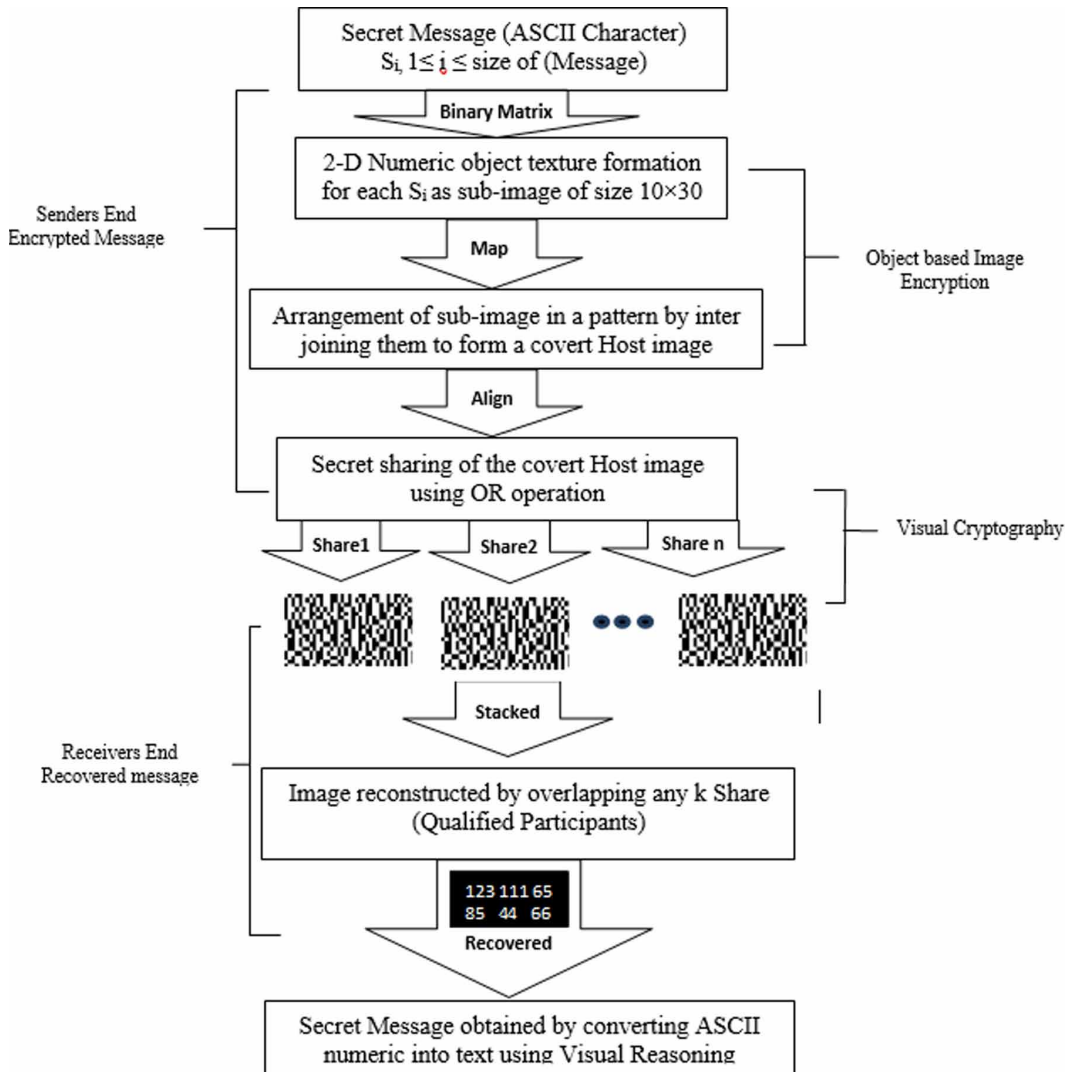 Secret Message (ASCII Character)
Si, 1≤ i ≤ size of (Message)
Binary Matrix
2-D Numeric object texture formation
for each Si as sub-image of size 10×30
Senders End
Encrypted Message
Map
Object based Image
Encryption
Arrangement of sub-image in a pattern by inter
joining them to form a covert Host image
Align
Secret sharing of the covert Host image
using OR operation
Visual Cryptography
Share1
Share2
Share n
Stacked
Receivers End
Recovered message
Image reconstructed by overlapping any k Share
(Qualified Participants)
123 111 65
85 44 66
Recovered
Secret Message obtained by converting ASCII
numeric into text using Visual Reasoning